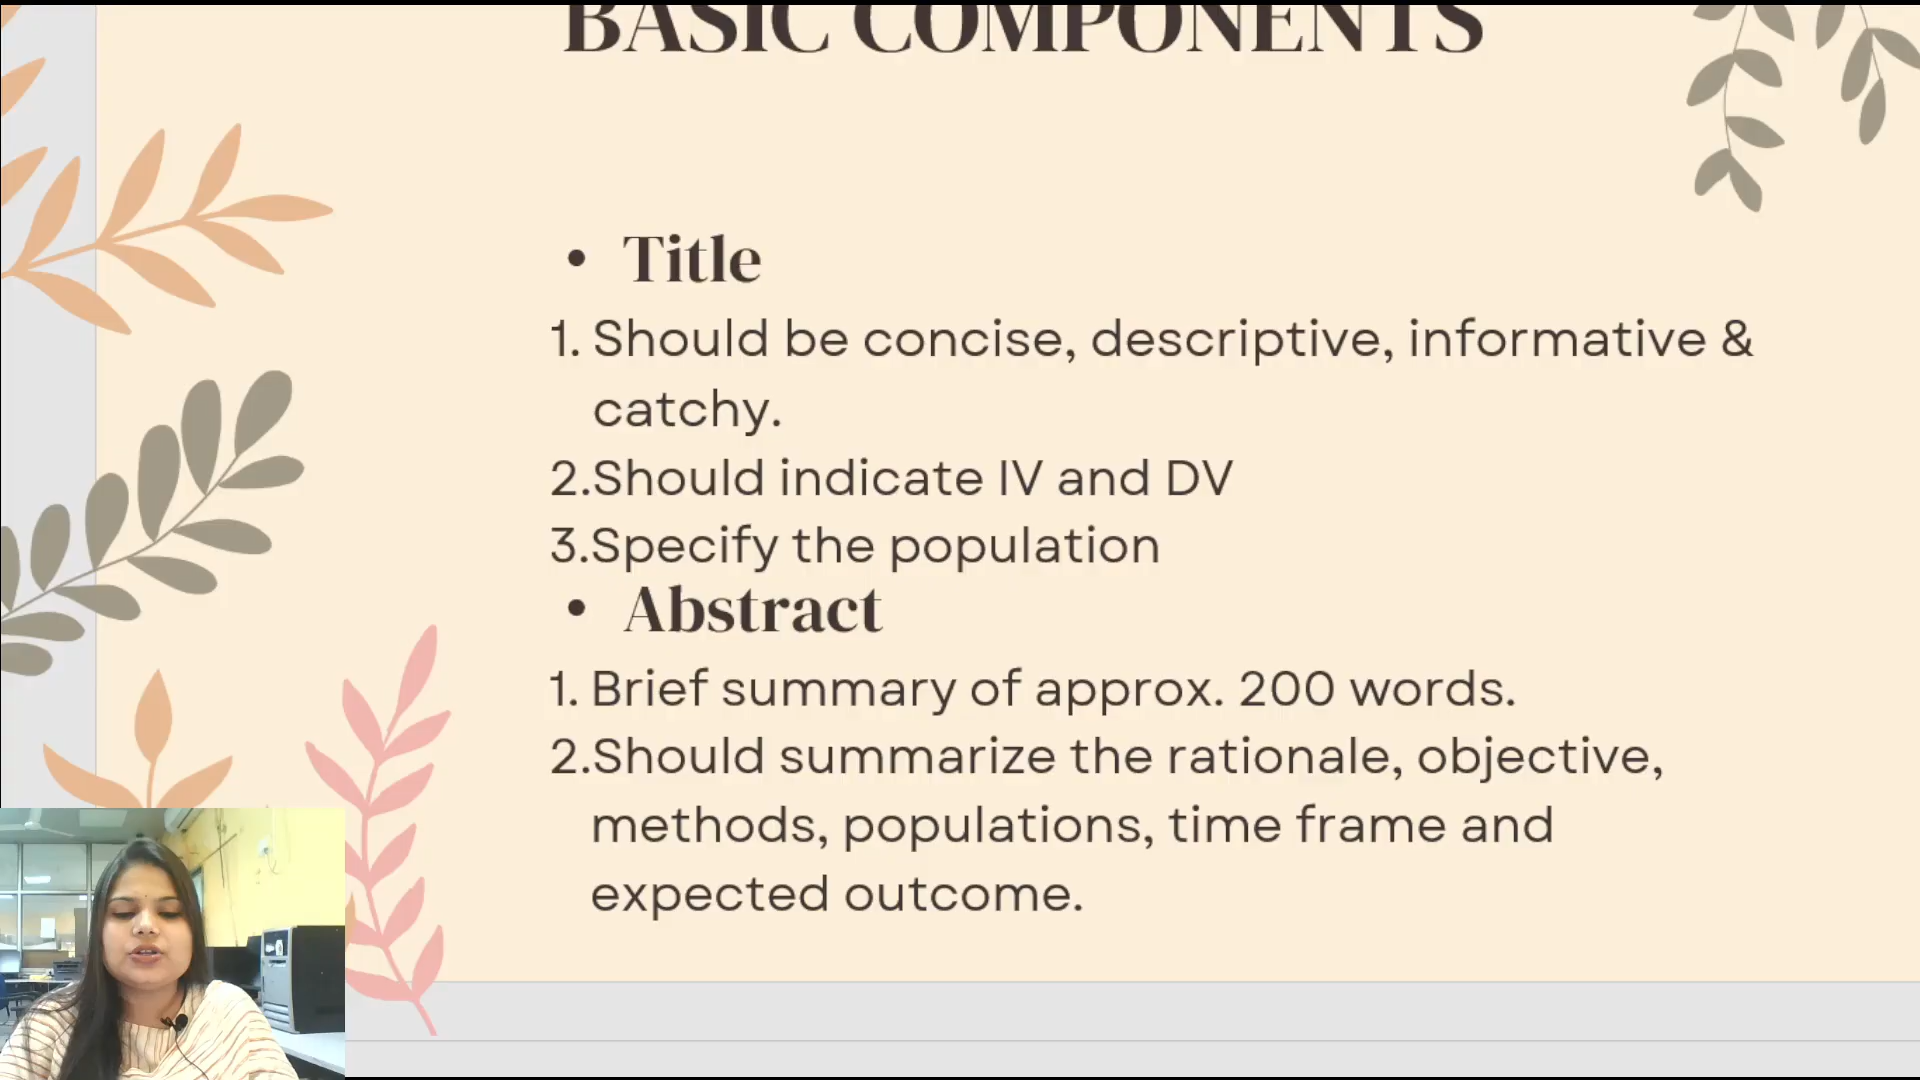 BASIC COMPONENTS
• Title
1. Should be concise, descriptive, informative &
catchy.
2.Should indicate IV and DV
3.Specify the population
• Abstract
1. Brief summary of approx. 200 words.
2.Should summarize the rationale, objective,
methods, populations, time frame and
expected outcome.